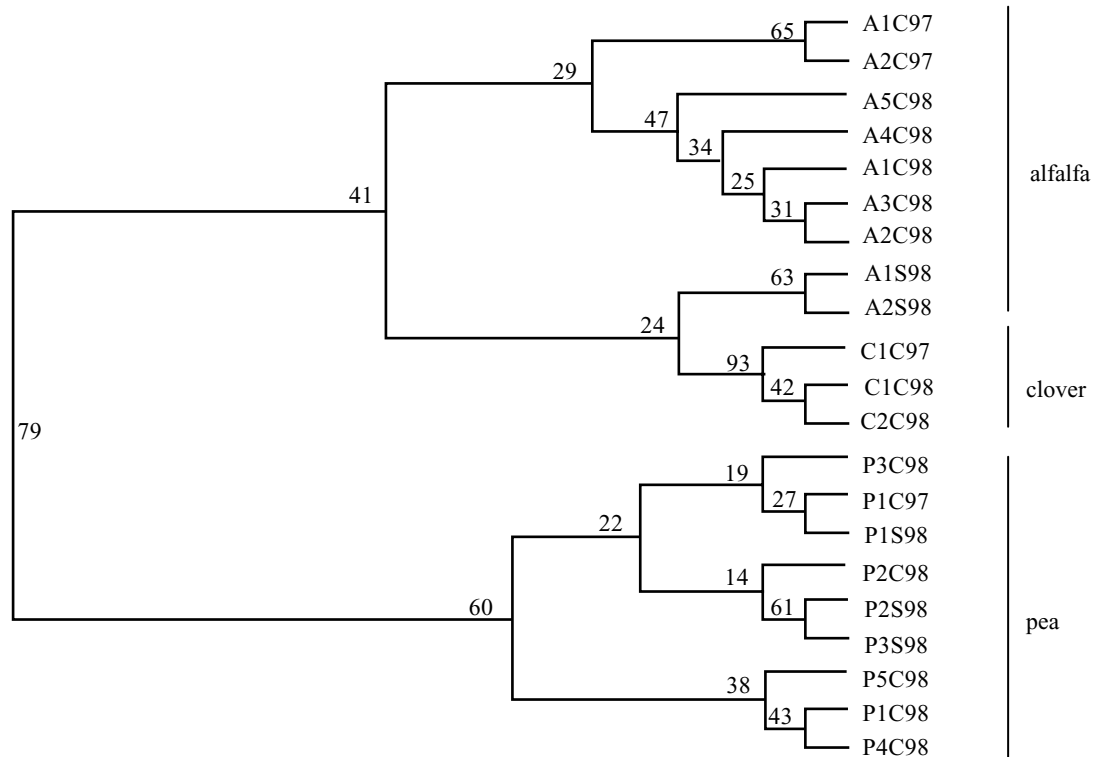 A1C97
65
A2C97
29
A5C98
47
A4C98
34
A1C98
25
alfalfa
A3C98
41
31
A2C98
A1S98
63
A2S98
24
C1C97
93
C1C98
42
clover
C2C98
79
P3C98
19
P1C97
27
22
P1S98
P2C98
14
P2S98
61
60
pea
P3S98
P5C98
38
P1C98
43
P4C98